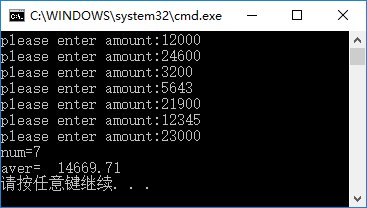 C:\WINDOWS\system32\cmd.exe
please enter amount:12000
please enter amount:24600
please enter amount:3200
please enter amount:5643
please enter amount:21900
please enter amount:12345
please enter amount:23000
num=7
aver=  14669.71
请按任意键继续. . .